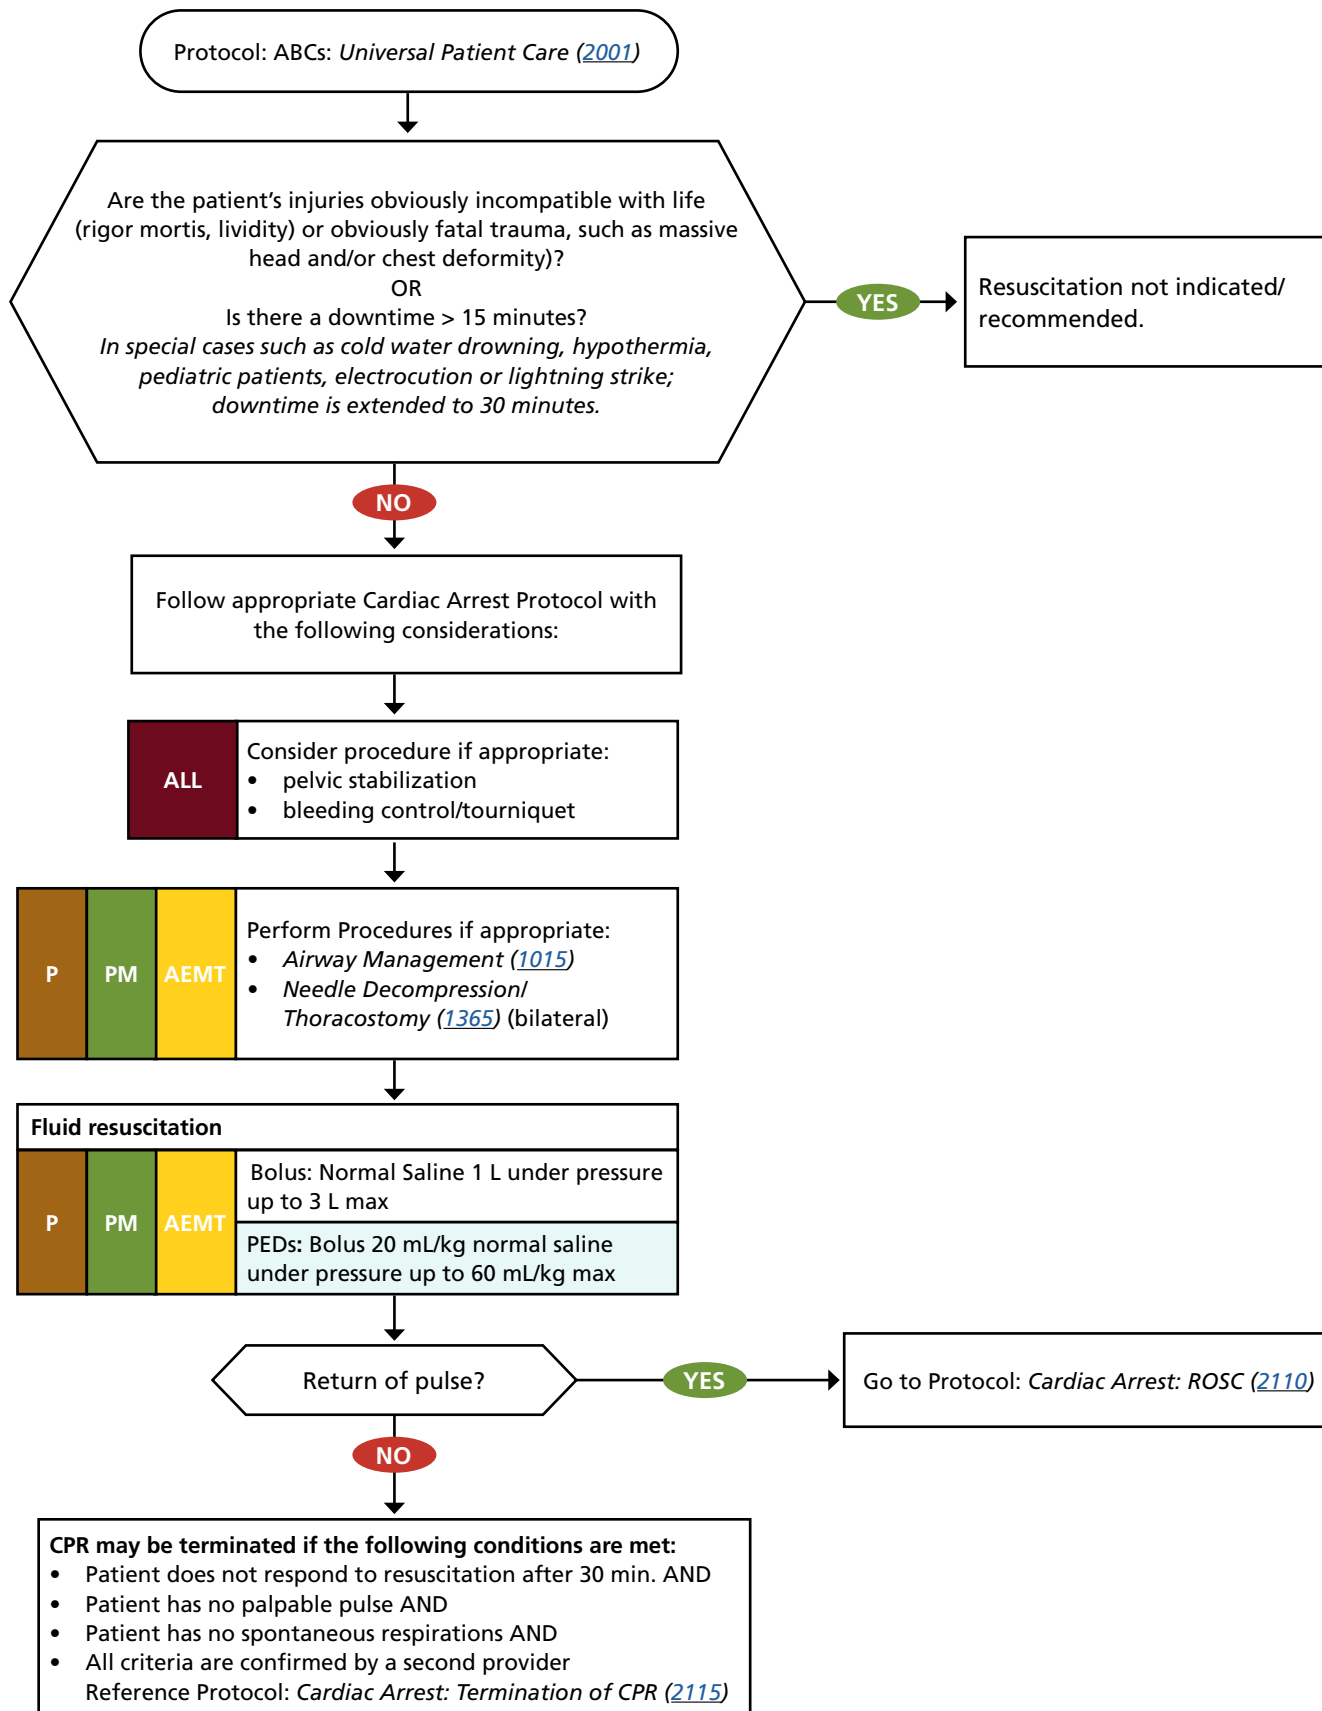 Protocol: ABCs: Universal Patient Care (2001)
Are the patient's injuries obviously incompatible with life
(rigor mortis, lividity) or obviously fatal trauma, such as massive
head and/or chest deformity)?
OR
Is there a downtime > 15 minutes?
In special cases such as cold water drowning, hypothermia,
pediatric patients, electrocution or lightning strike;
downtime is extended to 30 minutes.
YES
Resuscitation not indicated/
recommended.
NO
Follow appropriate Cardiac Arrest Protocol with
the following considerations:
ALL
Consider procedure if appropriate:
• pelvic stabilization
• bleeding control/tourniquet
P PM AEMT
Perform Procedures if appropriate:
• Airway Management (1015)
• Needle Decompression/
Thoracostomy (1365) (bilateral)
Fluid resuscitation
P PM AEMT
Bolus: Normal Saline 1 L under pressure
up to 3 L max
PEDs: Bolus 20 mL/kg normal saline
under pressure up to 60 mL/kg max
Return of pulse?
YES
Go to Protocol: Cardiac Arrest: ROSC (2110)
NO
CPR may be terminated if the following conditions are met:
• Patient does not respond to resuscitation after 30 min. AND
• Patient has no palpable pulse AND
• Patient has no spontaneous respirations AND
• All criteria are confirmed by a second provider
Reference Protocol: Cardiac Arrest: Termination of CPR (2115)